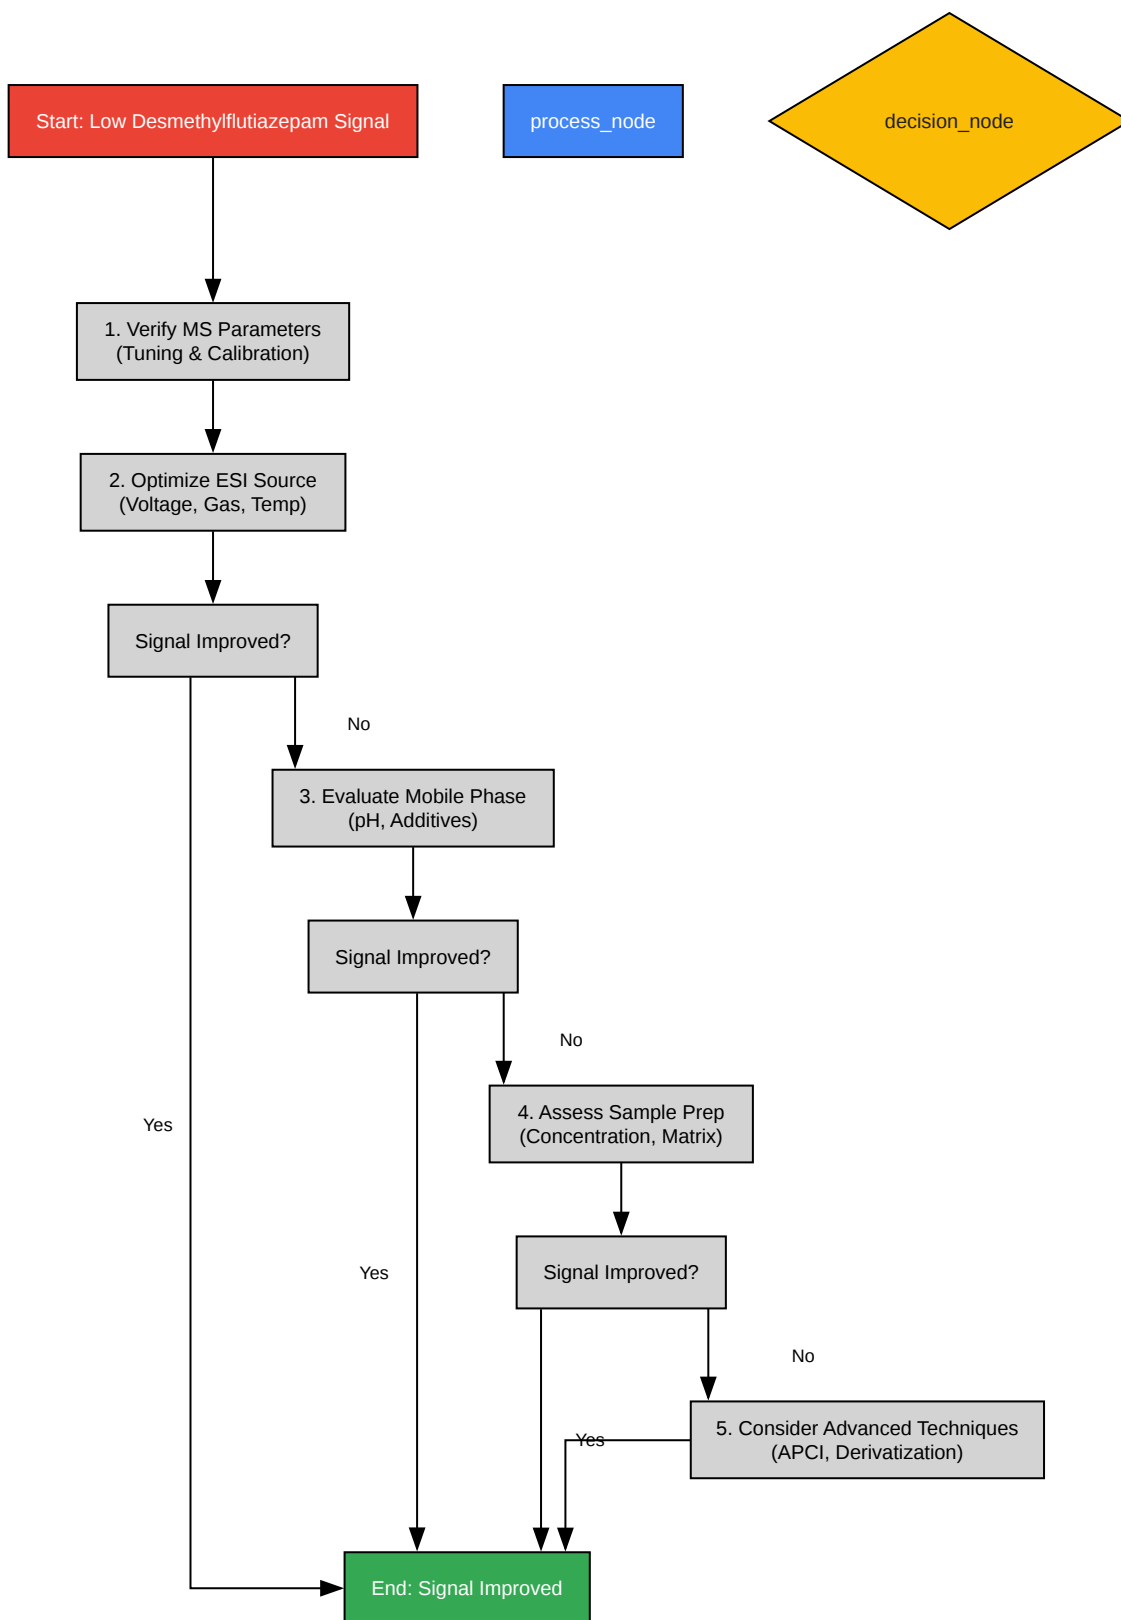 Start: Low Desmethylflutiazepam Signal
process_node
decision_node
1. Verify MS Parameters
(Tuning & Calibration)
2. Optimize ESI Source
(Voltage, Gas, Temp)
Signal Improved?
No
3. Evaluate Mobile Phase
(pH, Additives)
Signal Improved?
No
4. Assess Sample Prep
(Concentration, Matrix)
Yes
Signal Improved?
Yes
No
5. Consider Advanced Techniques
(APCI, Derivatization)
Yes
End: Signal Improved